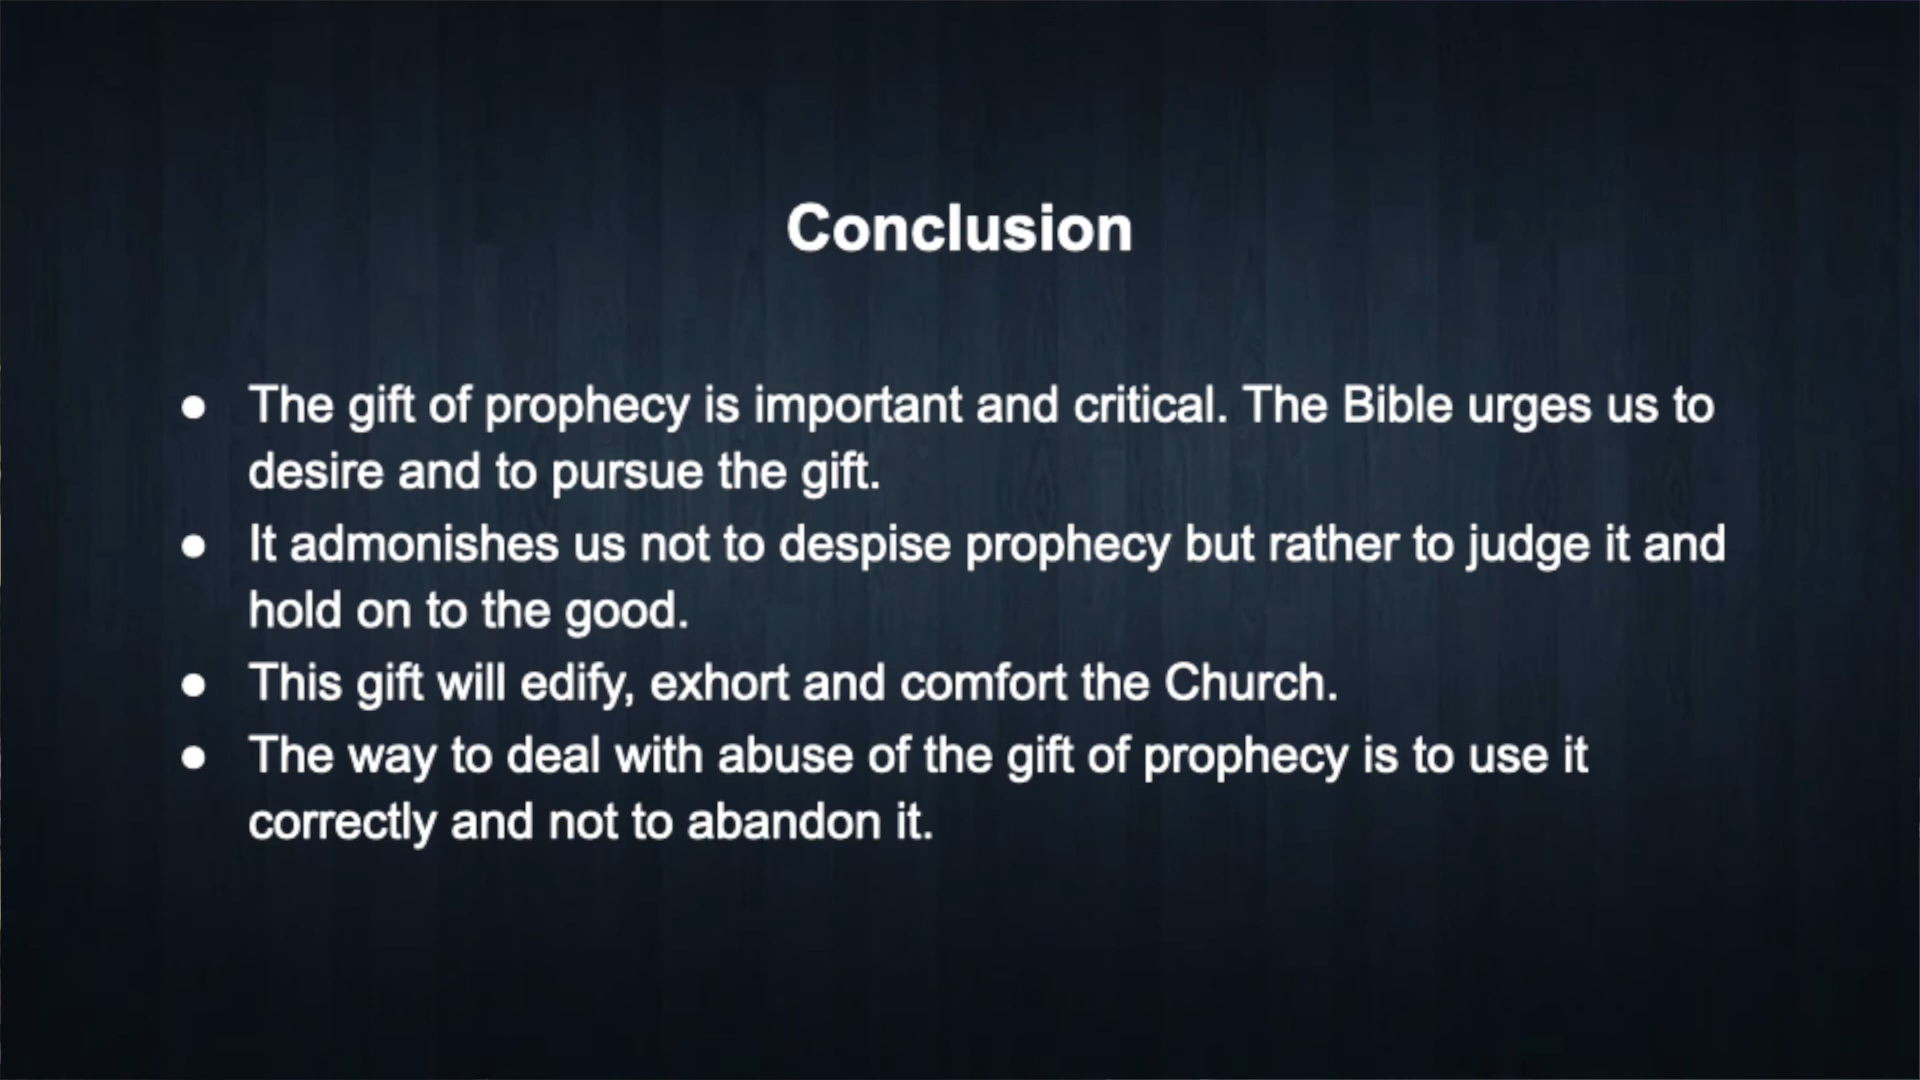 Conclusion
● The gift of prophecy is important and critical. The Bible urges us to
desire and to pursue the gift.
● It admonishes us not to despise prophecy but rather to judge it and
hold on to the good.
● This gift will edify, exhort and comfort the Church.
● The way to deal with abuse of the gift of prophecy is to use it
correctly and not to abandon it.